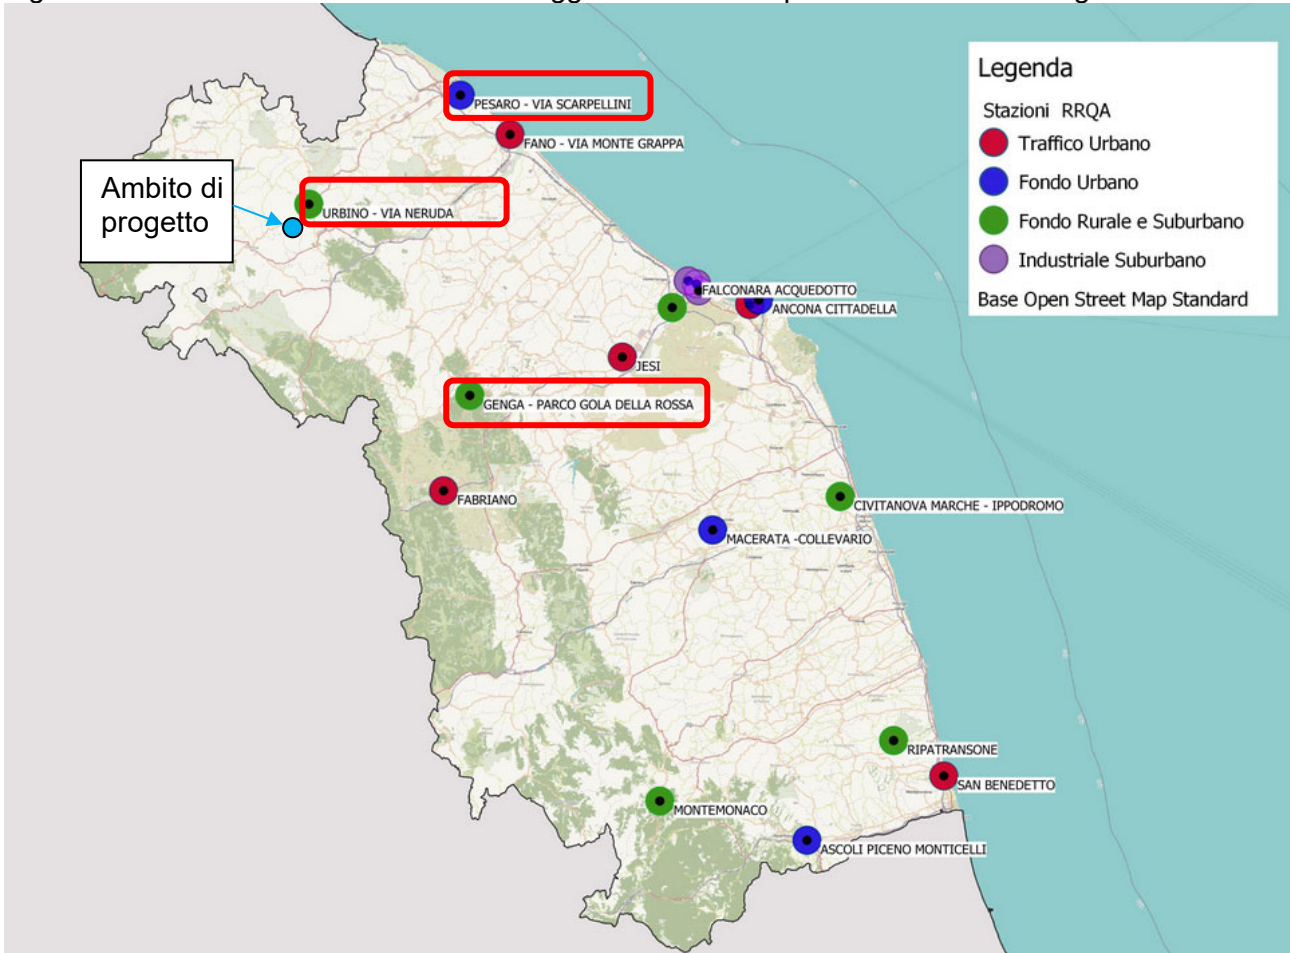 PESARO - VIA SCARPELLINI
FANO - VIA MONTE GRAPPA
Ambito di
progetto
URBINO - VIA NERUDA
FALCONARA ACQUEDOTTO
ANCONA CITTADELLA
JESI
GENGA - PARCO GOLA DELLA ROSSA
FABRIANO
CIVITANOVA MARCHE - IPPODROMO
MACERATA -COLLEVARIO
RIPATRANSONE
SAN BENEDETTO
MONTEMONACO
ASCOLI PICENO MONTICELLI
Legenda
Stazioni RRQA
Traffico Urbano
Fondo Urbano
Fondo Rurale e Suburbano
Industriale Suburbano
Base Open Street Map Standard